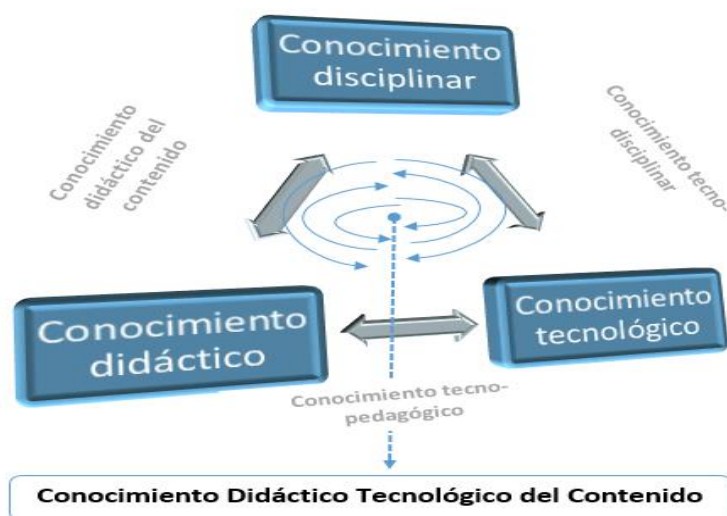 Conocimiento
disciplinar
Conocimiento
didáctico del
contenido
Conocimiento tecno-
disciplinar
Conocimiento
didáctico
Conocimiento
tecnológico
Conocimiento tecno-
pedagógico
Conocimiento Didáctico Tecnológico del Contenido